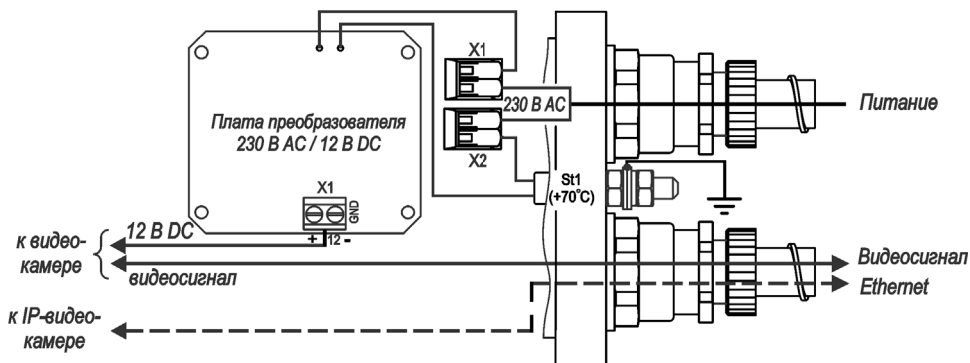 X1
230 В AC
Питание
Плата преобразователя
230 В AC / 12 В DC
X2
St1
(+70°C)
X1
GND
+ 12 -
12 В DC
к видео-
камере
видеосигнал
Видеосигнал
Ethernet
к IP-видео-
камере